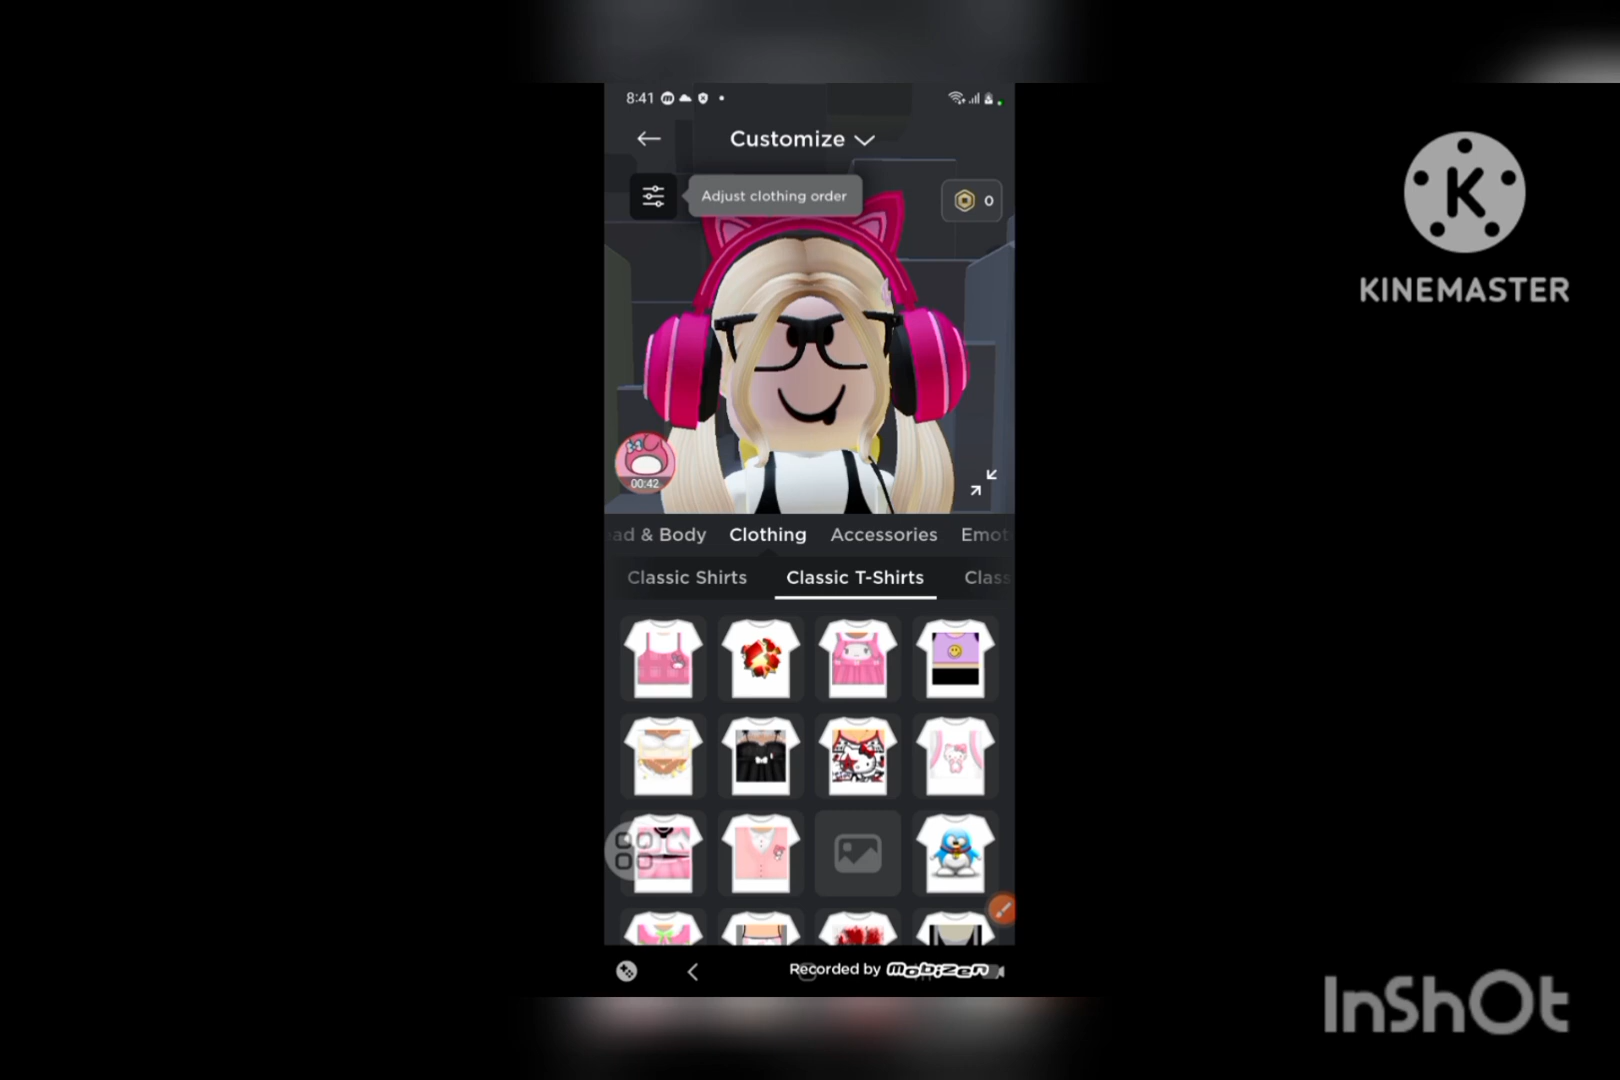 8:41
Customize
Adjust clothing order
0
K
KINEMASTER
00:42
ad & Body Clothing Accessories Emot
Classic Shirts Classic T-Shirts Class
Recorded by mobizen
InShOt